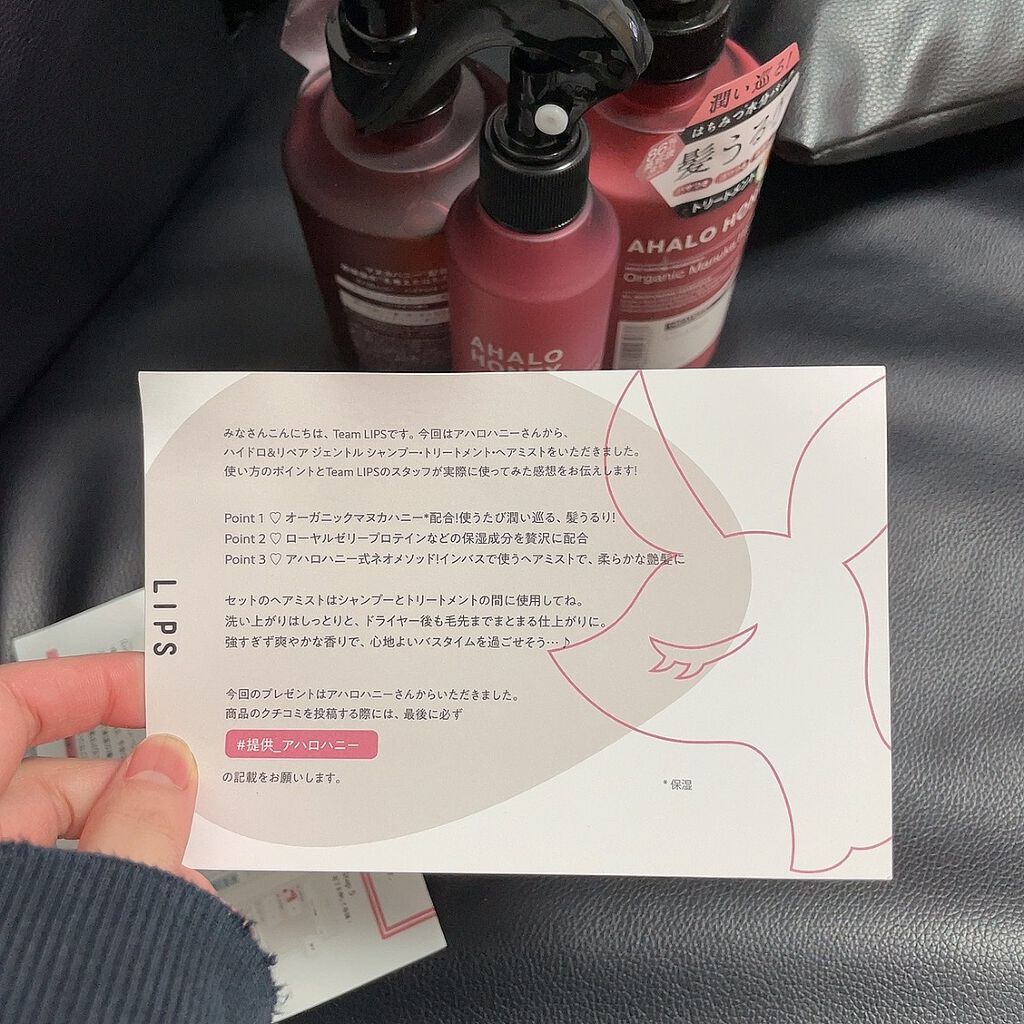 潤い巡る!
はちみつ水分
髪うるり
トリートメント
AHALO HON
Organic Manu
マヌカハニー 配合
AHALO
HONEY
みなさんこんにちは、Team LIPSです。今回はアハロハニーさんから、
ハイドロ&リペア ジェントル シャンプー・トリートメント・ヘアミストをいただきました。
使い方のポイントとTeam LIPSのスタッフが実際に使ってみた感想をお伝えします!
Point 1 ♡ オーガニックマヌカハニー*配合!使うたび潤い巡る、髪うるり!
Point 2 ♡ ローヤルゼリープロテインなどの保湿成分を贅沢に配合
Point 3 ♡ アハロハニー式ネオメソッド!インバスで使うヘアミストで、柔らかな艶髪に
セットのヘアミストはシャンプーとトリートメントの間に使用してね。
洗い上がりはしっとりと、ドライヤー後も毛先までまとまる仕上がりに。
強すぎず爽やかな香りで、心地よいバスタイムを過ごせそう…♪
LIPS
今回のプレゼントはアハロハニーさんからいただきました。
商品のクチコミを投稿する際には、最後に必ず
#提供_アハロハニー
の記載をお願いします。
*保湿